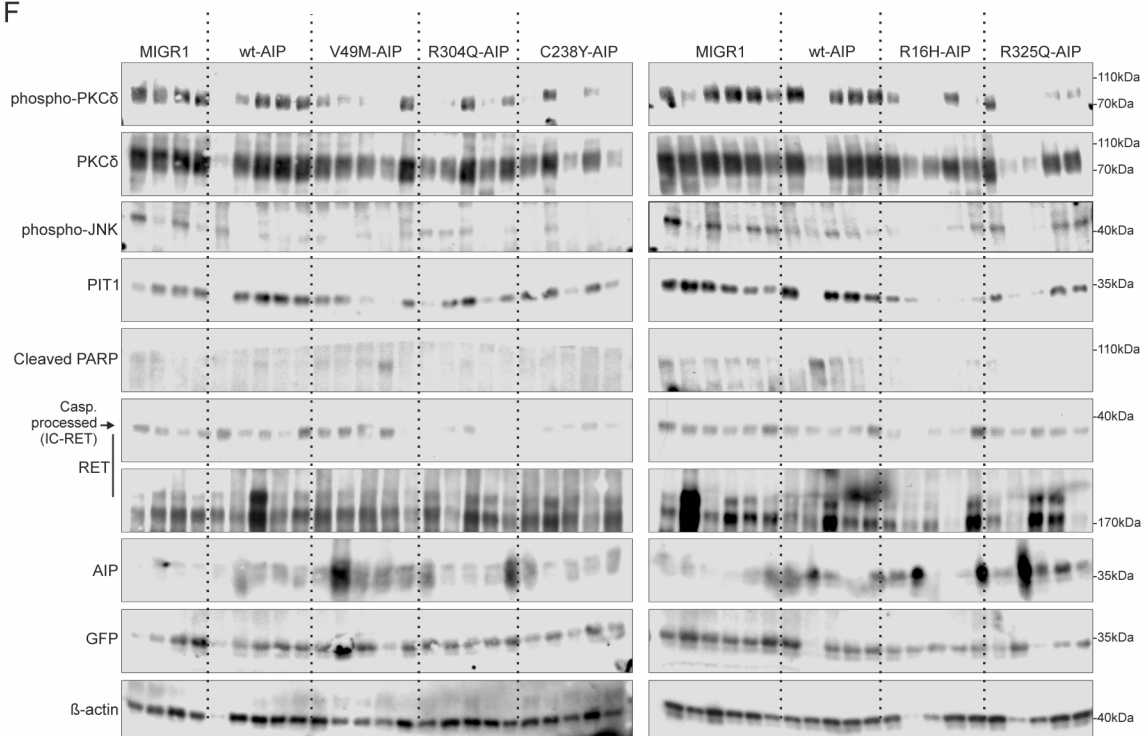 F
MIGR1 wt-AIP V49M-AIP R304Q-AIP C238Y-AIP MIGR1 wt-AIP R16H-AIP R325Q-AIP
phospho-PKCδ
-110kDa
-70kDa
PKCδ
-110kDa
-70kDa
phospho-JNK
-40kDa
PIT1
-35kDa
Cleaved PARP
-110kDa
Casp.
processed
(IC-RET)
-40kDa
RET
-170kDa
AIP
-35kDa
GFP
-35kDa
ß-actin
-40kDa